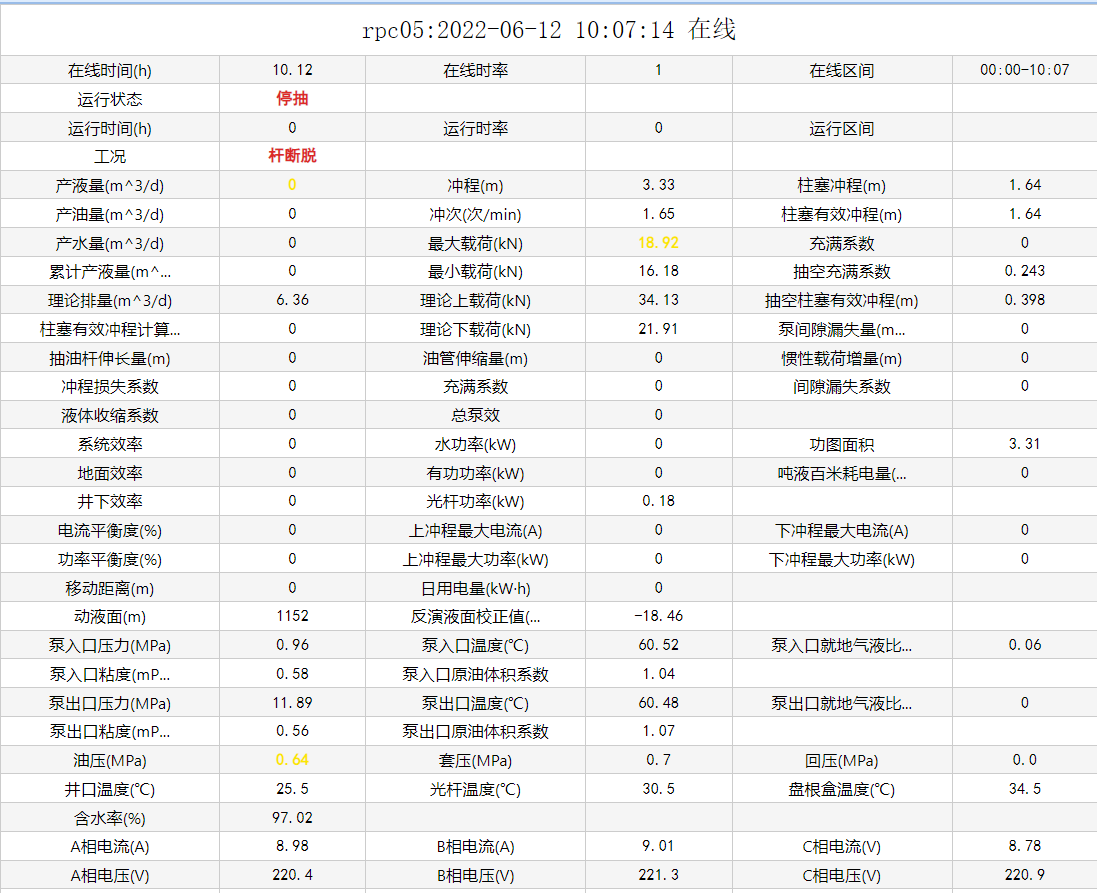 rpc05:2022-06-12 10:07:14 在线
在线时间(h) 10.12 在线时率 1 在线区间 00:00-10:07
运行状态 停抽
运行时间(h) 0 运行时率 0 运行区间
工况 杆断脱
产液量(m^3/d) 0 冲程(m) 3.33 柱塞冲程(m) 1.64
产油量(m^3/d) 0 冲次(次/min) 1.65 柱塞有效冲程(m) 1.64
产水量(m^3/d) 0 最大载荷(kN) 18.92 充满系数 0
累计产液量(m^... 0 最小载荷(kN) 16.18 抽空充满系数 0.243
理论排量(m^3/d) 6.36 理论上载荷(kN) 34.13 抽空柱塞有效冲程(m) 0.398
柱塞有效冲程计算... 0 理论下载荷(kN) 21.91 泵间隙漏失量(m... 0
抽油杆伸长量(m) 0 油管伸缩量(m) 0 惯性载荷增量(m) 0
冲程损失系数 0 充满系数 0 间隙漏失系数 0
液体收缩系数 0 总泵效 0
系统效率 0 水功率(kW) 0 功图面积 3.31
地面效率 0 有功功率(kW) 0 吨液百米耗电量(... 0
井下效率 0 光杆功率(kW) 0.18
电流平衡度(%) 0 上冲程最大电流(A) 0 下冲程最大电流(A) 0
功率平衡度(%) 0 上冲程最大功率(kW) 0 下冲程最大功率(kW) 0
移动距离(m) 0 日用电量(kW·h) 0
动液面(m) 1152 反演液面校正值(... -18.46
泵入口压力(MPa) 0.96 泵入口温度(℃) 60.52 泵入口就地气液比... 0.06
泵入口粘度(mP... 0.58 泵入口原油体积系数 1.04
泵出口压力(MPa) 11.89 泵出口温度(℃) 60.48 泵出口就地气液比... 0
泵出口粘度(mP... 0.56 泵出口原油体积系数 1.07
油压(MPa) 0.64 套压(MPa) 0.7 回压(MPa) 0.0
井口温度(℃) 25.5 光杆温度(℃) 30.5 盘根盒温度(℃) 34.5
含水率(%) 97.02
A相电流(A) 8.98 B相电流(A) 9.01 C相电流(V) 8.78
A相电压(V) 220.4 B相电压(V) 221.3 C相电压(V) 220.9